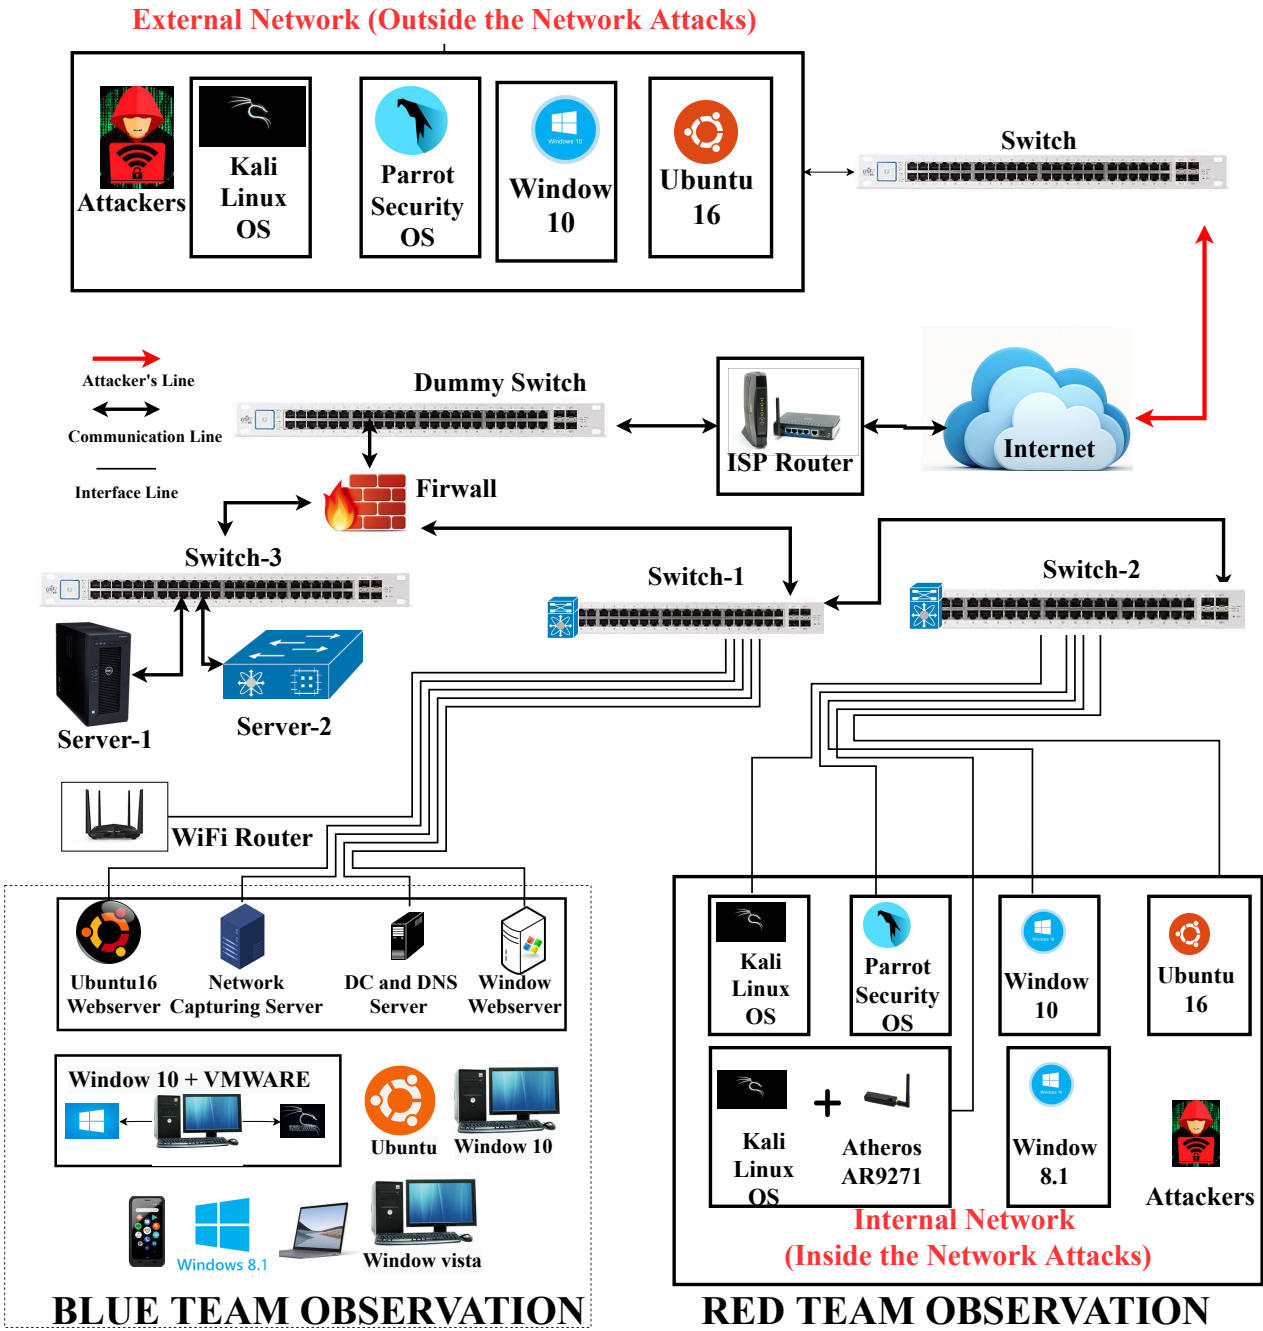 External Network (Outside the Network Attacks)
Attackers
Kali
Linux
OS
Parrot
Security
OS
Windows 10
Window
10
Ubuntu
16
Switch
Attacker's Line
Communication Line
Interface Line
Dummy Switch
ISP Router
Internet
Firwall
Switch-3
Switch-1
Switch-2
Server-1
Server-2
WiFi Router
Ubuntu16
Webserver
Network
Capturing Server
DC and DNS
Server
Window
Webserver
Window 10 + VMWARE
Ubuntu
Window 10
Windows 8.1
Window vista
BLUE TEAM OBSERVATION
Kali
Linux
OS
Parrot
Security
OS
Window
10
Ubuntu
16
Kali
Linux
OS
+
Atheros
AR9271
Window
8.1
Attackers
Internal Network
(Inside the Network Attacks)
RED TEAM OBSERVATION